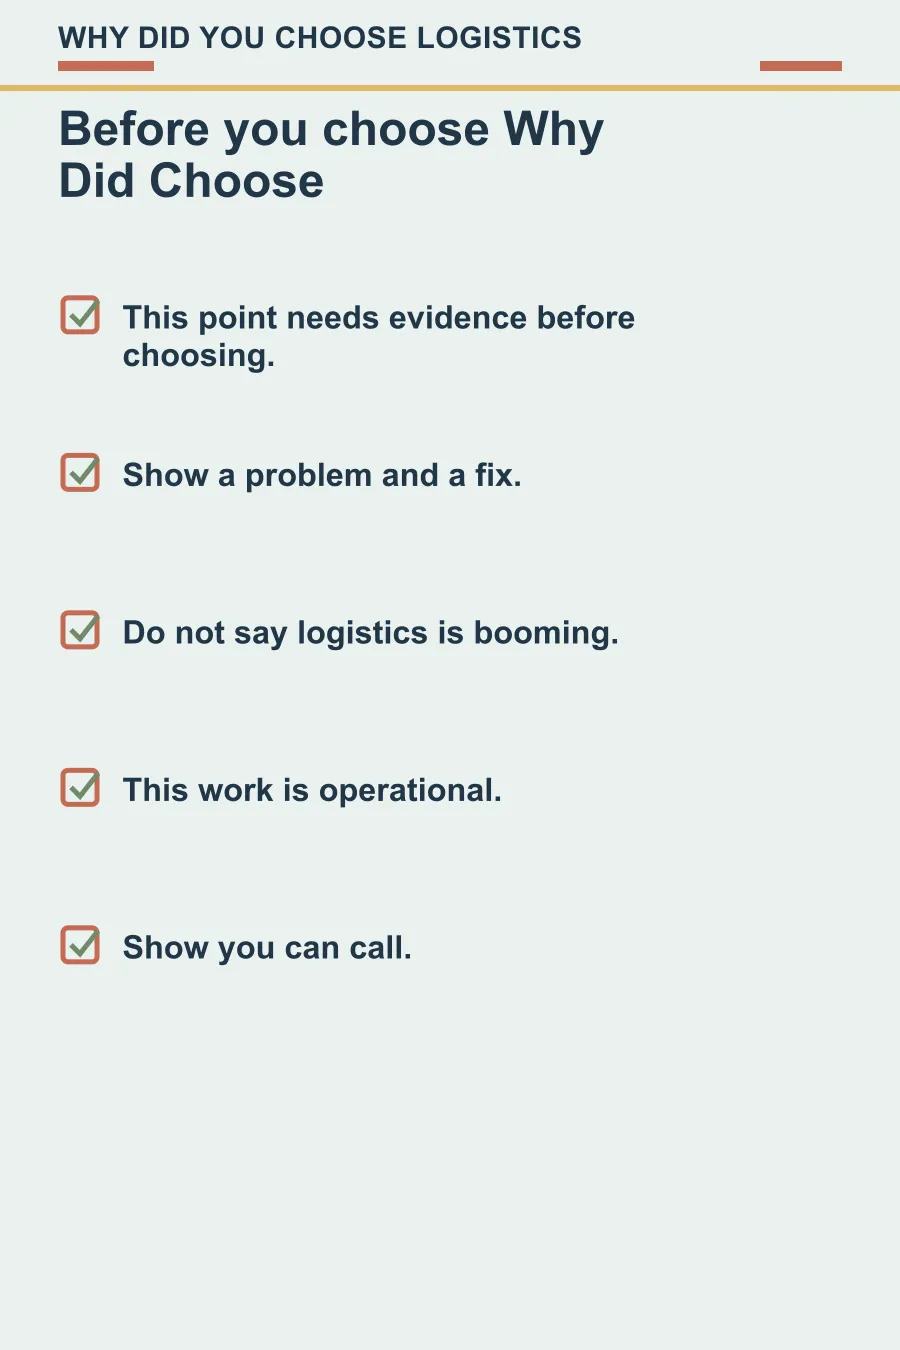 WHY DID YOU CHOOSE LOGISTICS
Before you choose Why
Did Choose
This point needs evidence before
choosing.
Show a problem and a fix.
Do not say logistics is booming.
This work is operational.
Show you can call.